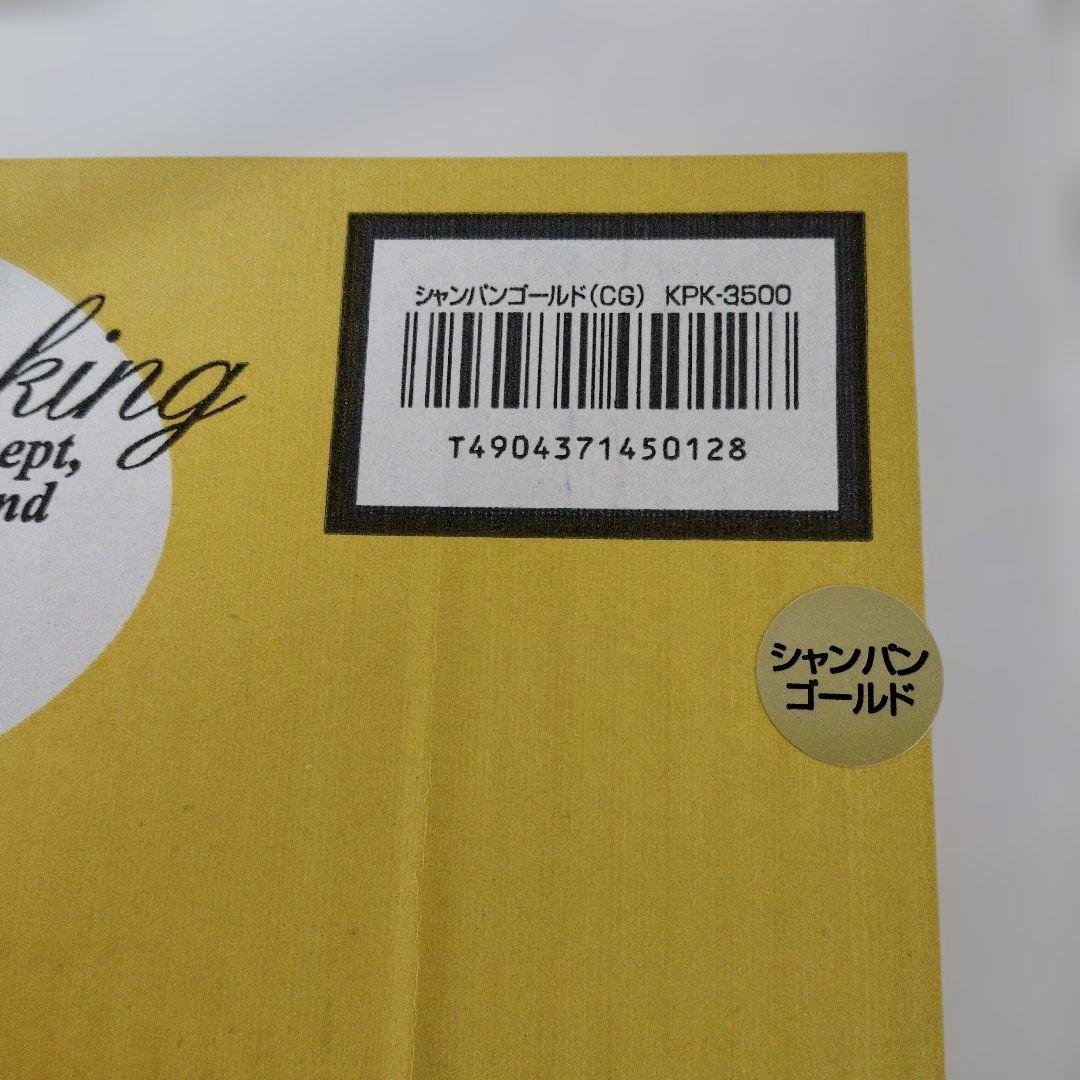 シャンパンゴールド(CG) KPK-3500
T4904371450128
king
ept,
nd
シャンパン
ゴールド